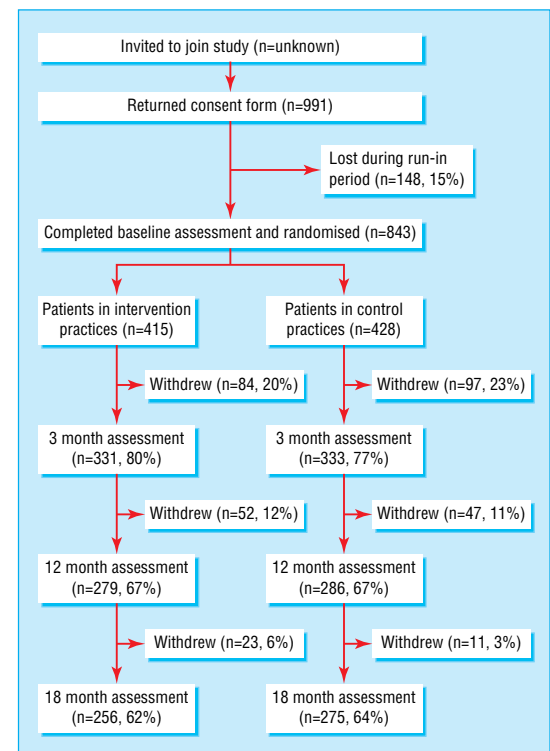 Invited to join study (n=unknown)
Returned consent form (n=991)
Lost during run-in
period (n=148, 15%)
Completed baseline assessment and randomised (n=843)
Patients in intervention
practices (n=415)
Patients in control
practices (n=428)
Withdrew (n=84, 20%)
Withdrew (n=97, 23%)
3 month assessment
(n=331, 80%)
3 month assessment
(n=333, 77%)
Withdrew (n=52, 12%)
Withdrew (n=47, 11%)
12 month assessment
(n=279, 67%)
12 month assessment
(n=286, 67%)
Withdrew (n=23, 6%)
Withdrew (n=11, 3%)
18 month assessment
(n=256, 62%)
18 month assessment
(n=275, 64%)